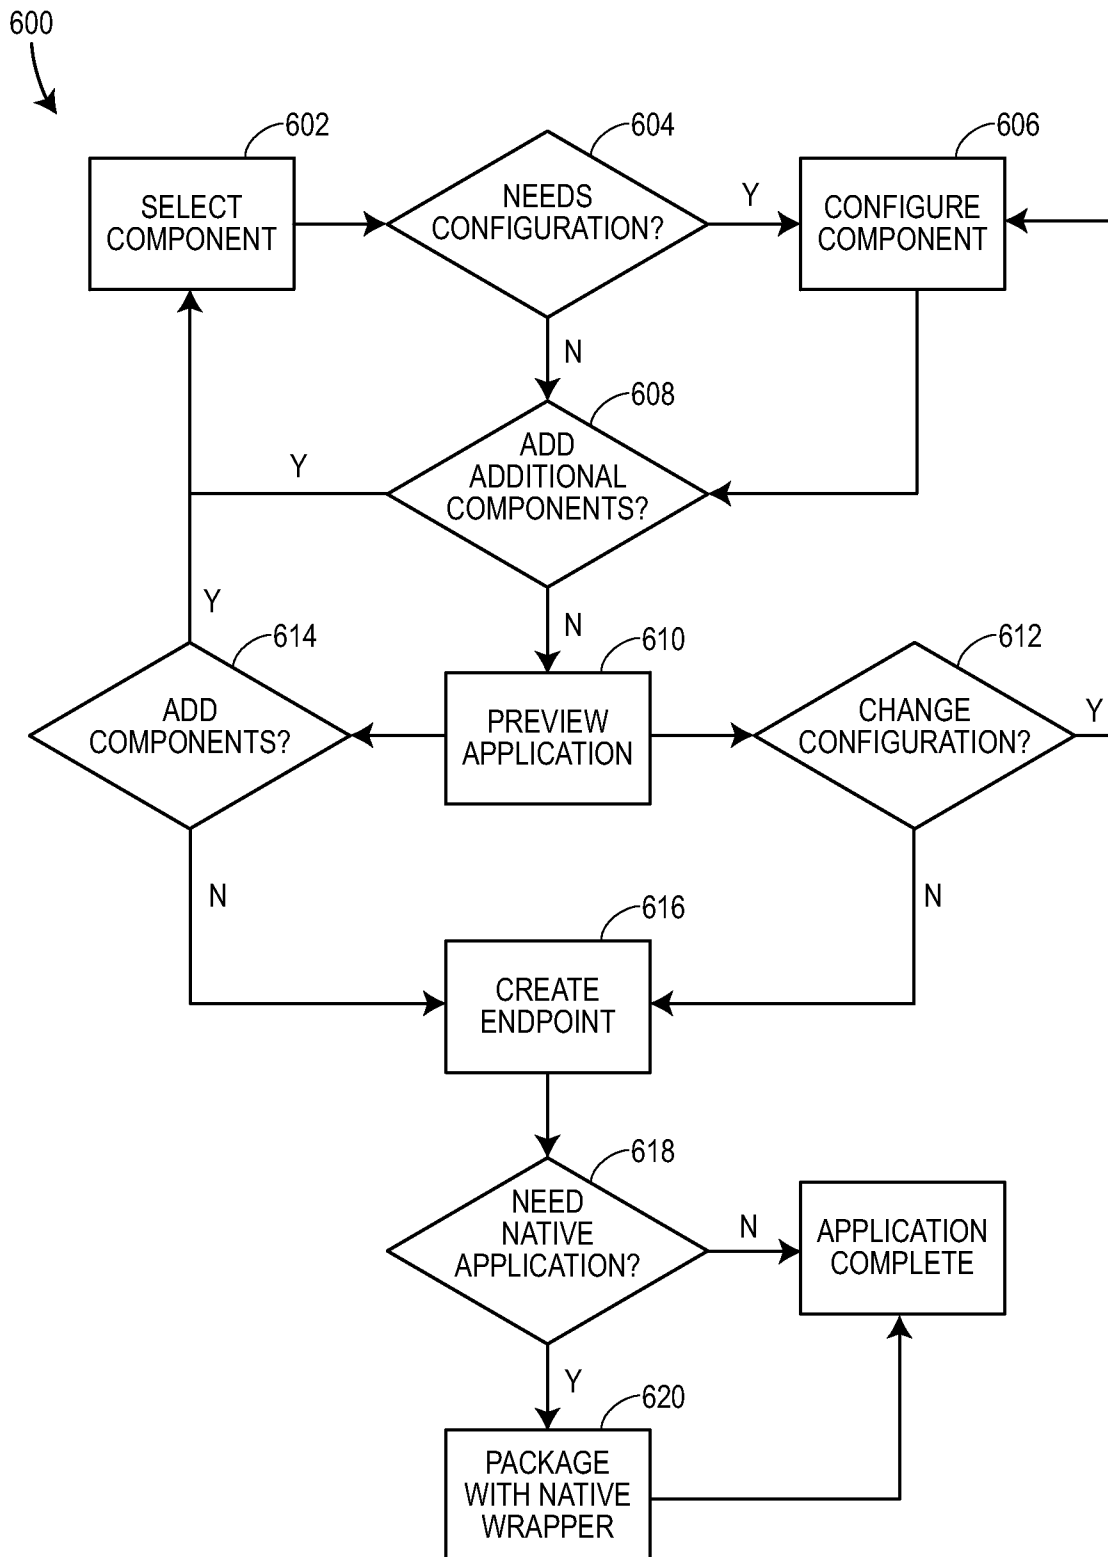 600
602
604
606
SELECT
COMPONENT
NEEDS
CONFIGURATION?
Y
CONFIGURE
COMPONENT
N
608
Y
ADD
ADDITIONAL
COMPONENTS?
Y
N
614
610
612
ADD
COMPONENTS?
PREVIEW
APPLICATION
CHANGE
CONFIGURATION?
Y
N
N
616
CREATE
ENDPOINT
618
NEED
NATIVE
APPLICATION?
N
APPLICATION
COMPLETE
Y
620
PACKAGE
WITH NATIVE
WRAPPER